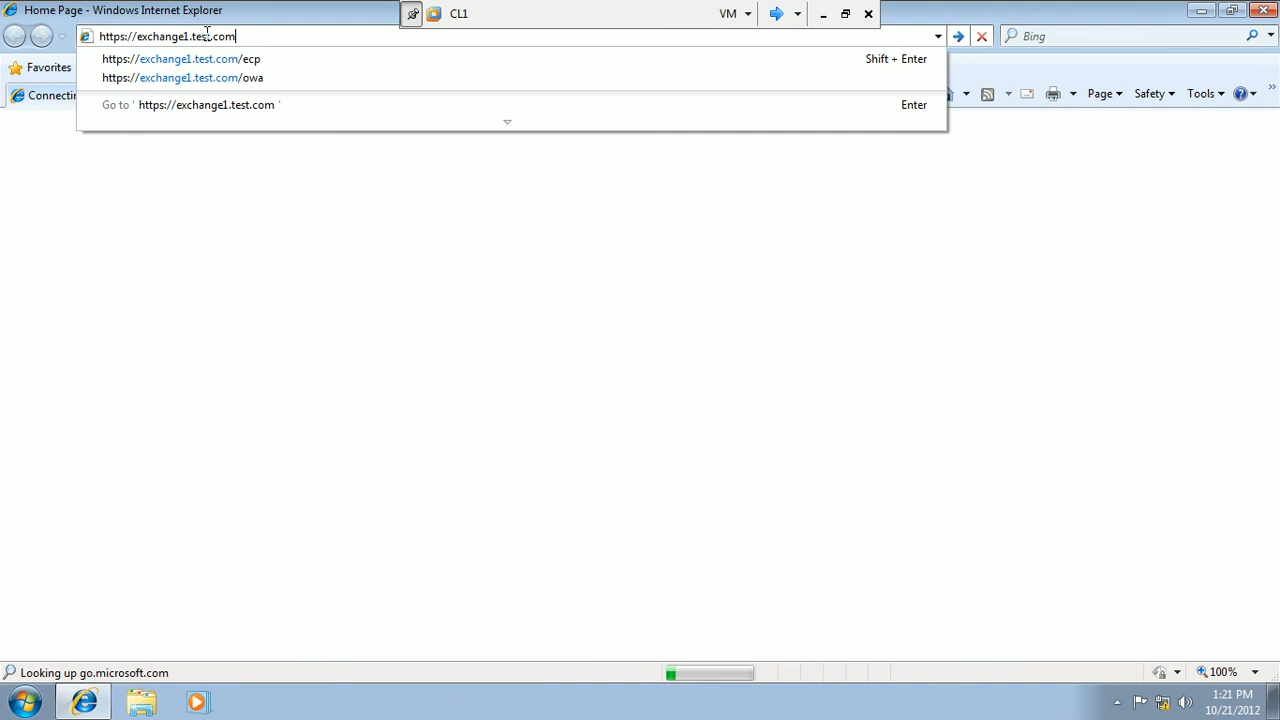 Home Page - Windows Internet Explorer
CL1
VM
https://exchange1.test.com
Bing
https://exchange1.test.com/ecp
Shift + Enter
https://exchange1.test.com/owa
Go to ' https://exchange1.test.com '
Enter
Favorites
Connectin
Page
Safety
Tools
»
Looking up go.microsoft.com
100%
1:21 PM
10/21/2012